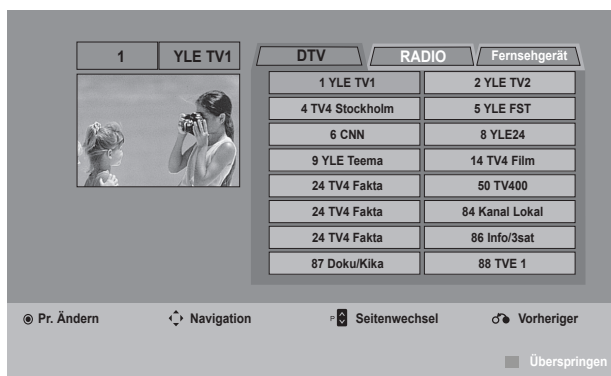 1 YLE TV1
DTV RADIO Fernsehgerät
1 YLE TV1 2 YLE TV2
4 TV4 Stockholm 5 YLE FST
6 CNN 8 YLE24
9 YLE Teema 14 TV4 Film
24 TV4 Fakta 50 TV400
24 TV4 Fakta 84 Kanal Lokal
24 TV4 Fakta 86 Info/3sat
87 Doku/Kika 88 TVE 1
Pr. Ändern Navigation P Seitenwechsel Vorheriger
Überspringen